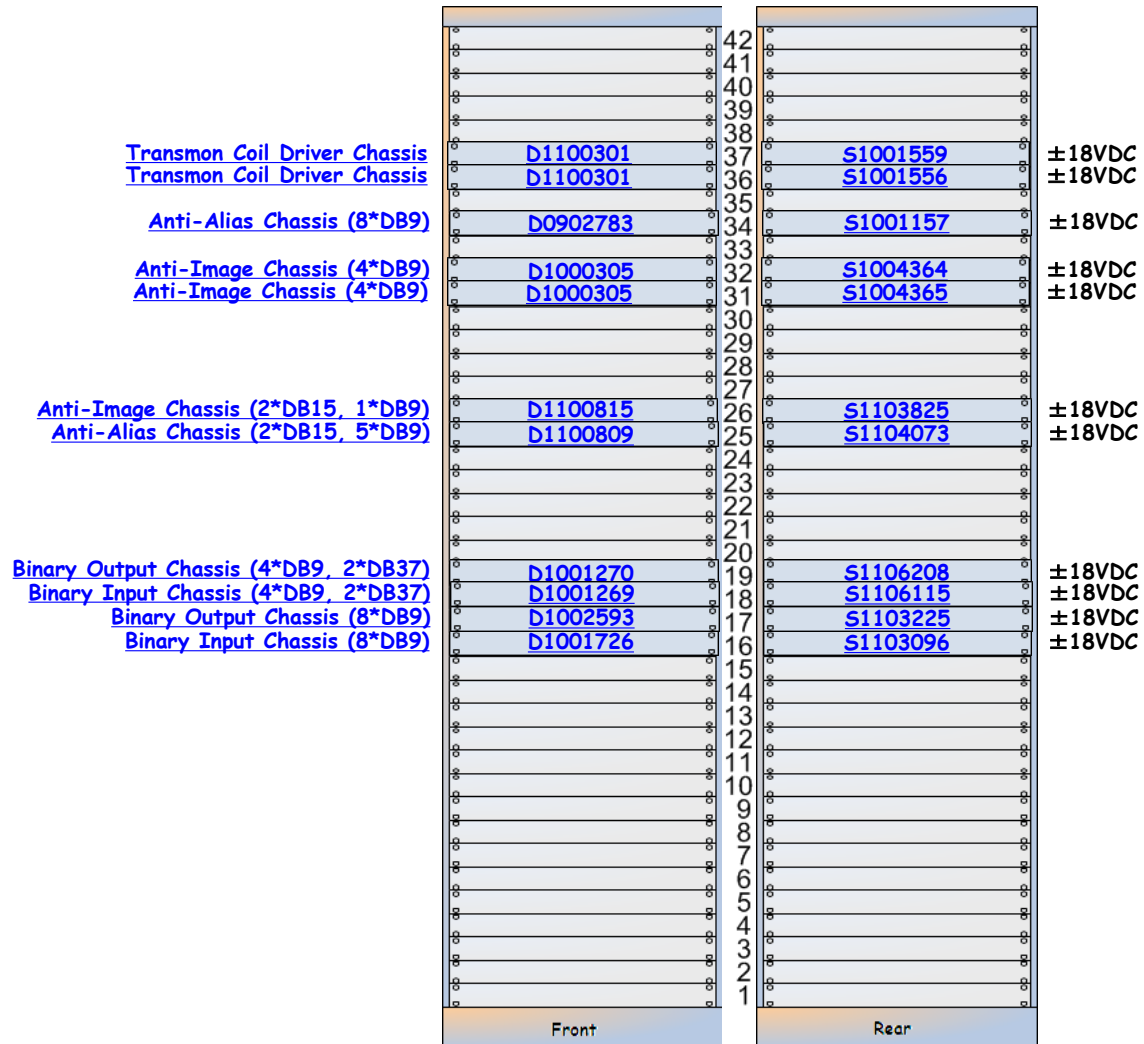 42
41
40
39
38
Transmon Coil Driver Chassis D1100301 37 S1001559 ±18VDC
Transmon Coil Driver Chassis D1100301 36 S1001556 ±18VDC
35
Anti-Alias Chassis (8*DB9) D0902783 34 S1001157 ±18VDC
33
Anti-Image Chassis (4*DB9) D1000305 32 S1004364 ±18VDC
Anti-Image Chassis (4*DB9) D1000305 31 S1004365 ±18VDC
30
29
28
27
Anti-Image Chassis (2*DB15, 1*DB9) D1100815 26 S1103825 ±18VDC
Anti-Alias Chassis (2*DB15, 5*DB9) D1100809 25 S1104073 ±18VDC
24
23
22
21
20
Binary Output Chassis (4*DB9, 2*DB37) D1001270 19 S1106208 ±18VDC
Binary Input Chassis (4*DB9, 2*DB37) D1001269 18 S1106115 ±18VDC
Binary Output Chassis (8*DB9) D1002593 17 S1103225 ±18VDC
Binary Input Chassis (8*DB9) D1001726 16 S1103096 ±18VDC
15
14
13
12
11
10
9
8
7
6
5
4
3
2
1
Front Rear